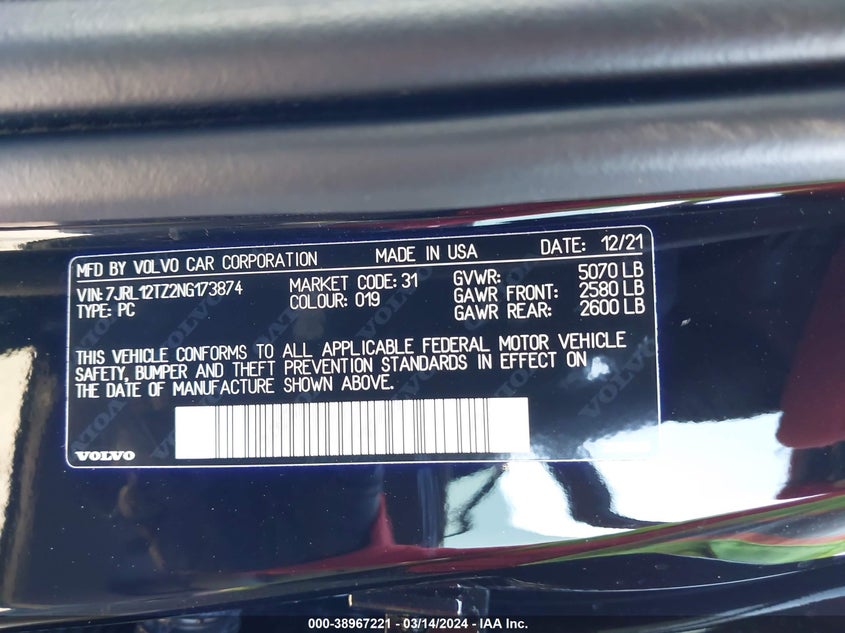 MFD BY VOLVO CAR CORPORATION MADE IN USA DATE: 12/21
VIN: 7JRL12TZ2NG173874 MARKET CODE: 31 GVWR: 5070 LB
TYPE: PC COLOUR: 019 GAWR FRONT: 2580 LB
GAWR REAR: 2600 LB
THIS VEHICLE CONFORMS TO ALL APPLICABLE FEDERAL MOTOR VEHICLE
SAFETY, BUMPER AND THEFT PREVENTION STANDARDS IN EFFECT ON
THE DATE OF MANUFACTURE SHOWN ABOVE.
VOLVO
000-38967221 - 03/14/2024 - IAA Inc.